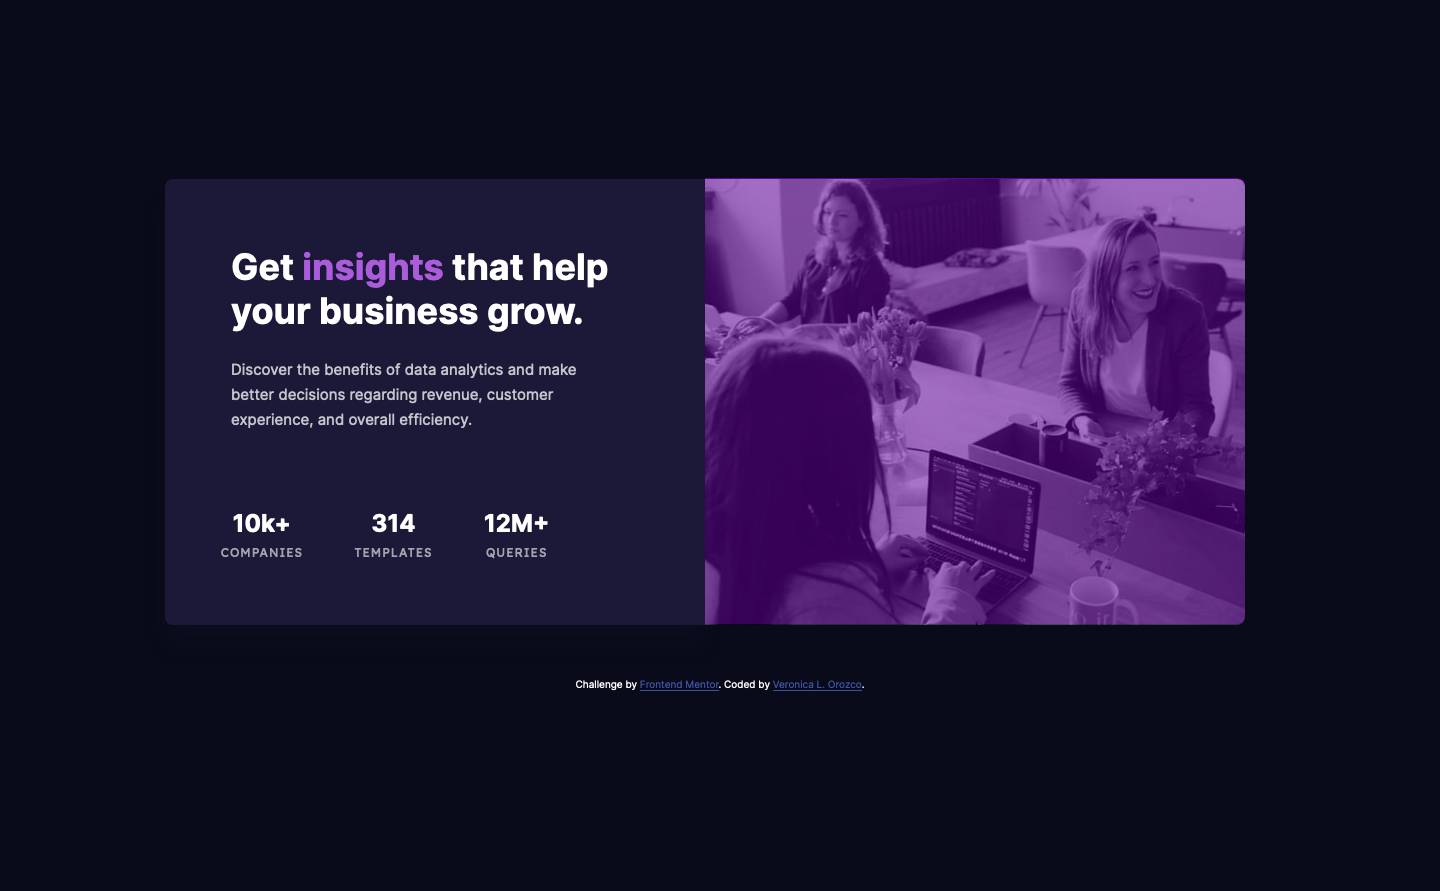 Get insights that help
your business grow.
Discover the benefits of data analytics and make
better decisions regarding revenue, customer
experience, and overall efficiency.
10k+ 314 12M+
COMPANIES TEMPLATES QUERIES
Challenge by Frontend Mentor. Coded by Veronica L. Orozco.